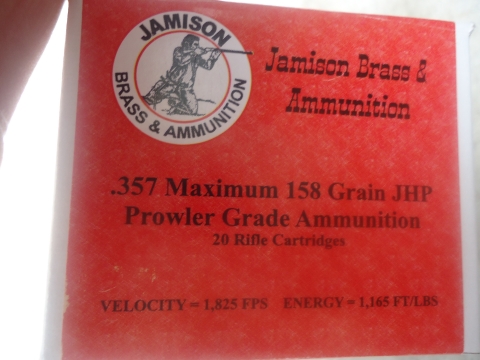 JAMISON
BRASS & AMMUNITION
Jamison Brass &
Ammunition
.357 Maximum 158 Grain JHP
Prowler Grade Ammunition
20 Rifle Cartridges
VELOCITY = 1,825 FPS ENERGY = 1,165 FT/LBS